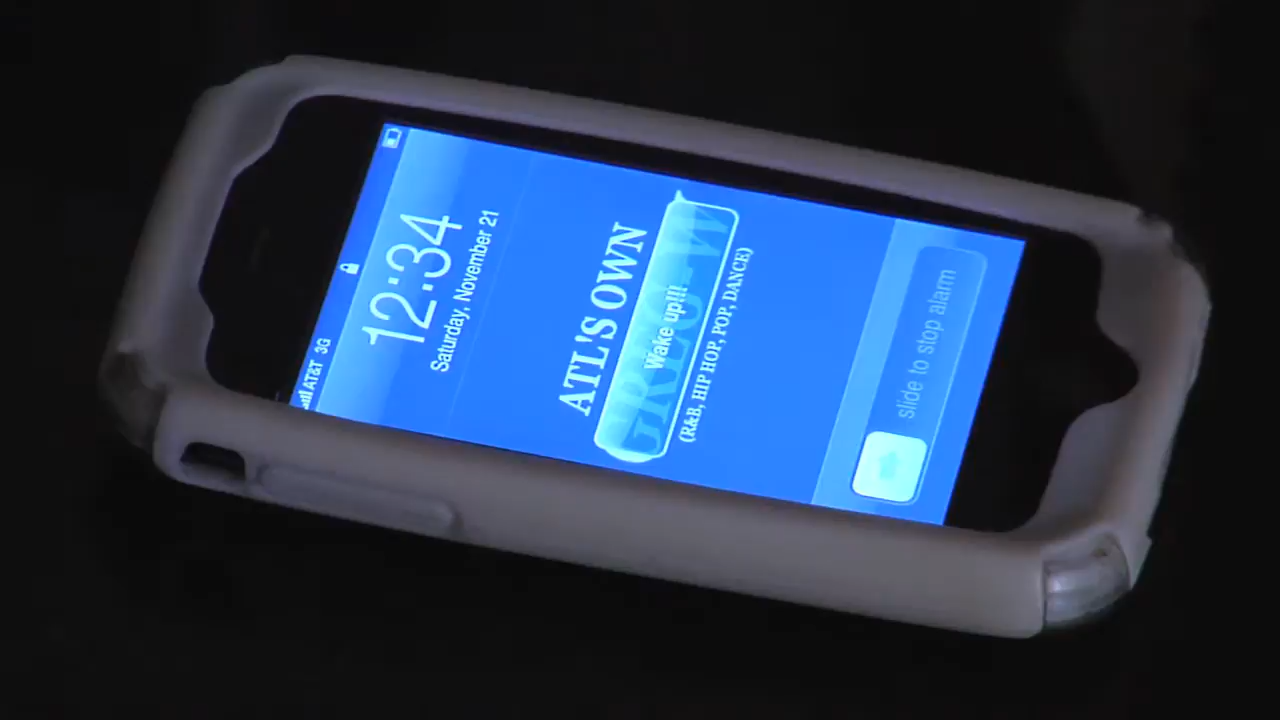 AT&T 3G
12:34
Saturday, November 21
ATL'S OWN
GREG W
Wake up!!!
(R&B, HIP HOP, POP, DANCE)
slide to stop alarm